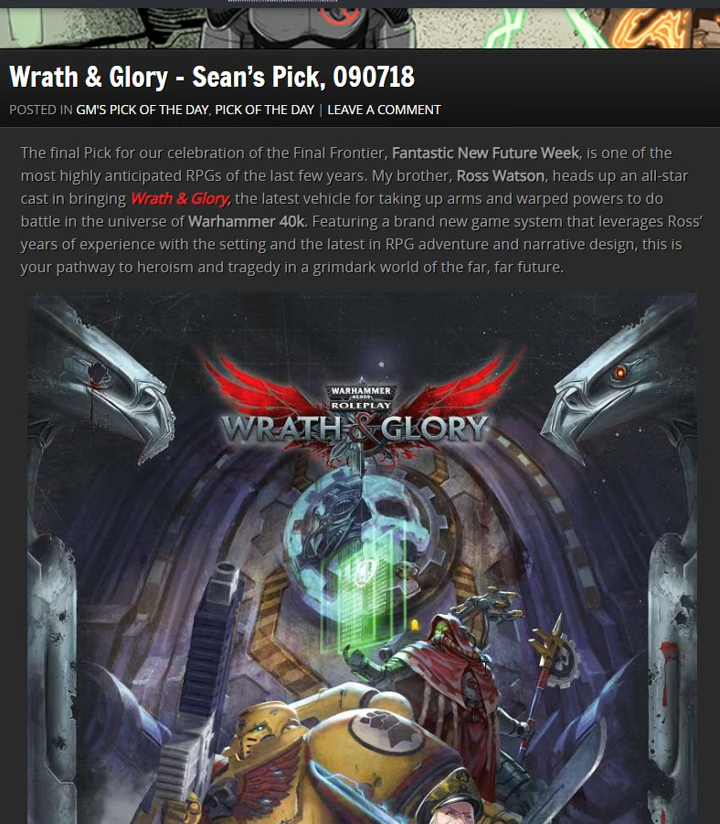 Wrath & Glory – Sean’s Pick, 090718
POSTED IN GM'S PICK OF THE DAY, PICK OF THE DAY | LEAVE A COMMENT
The final Pick for our celebration of the Final Frontier, Fantastic New Future Week, is one of the
most highly anticipated RPGs of the last few years. My brother, Ross Watson, heads up an all-star
cast in bringing Wrath & Glory, the latest vehicle for taking up arms and warped powers to do
battle in the universe of Warhammer 40k. Featuring a brand new game system that leverages Ross’
years of experience with the setting and the latest in RPG adventure and narrative design, this is
your pathway to heroism and tragedy in a grimdark world of the far, far future.
WARHAMMER
40,000
ROLEPLAY
WRATH & GLORY